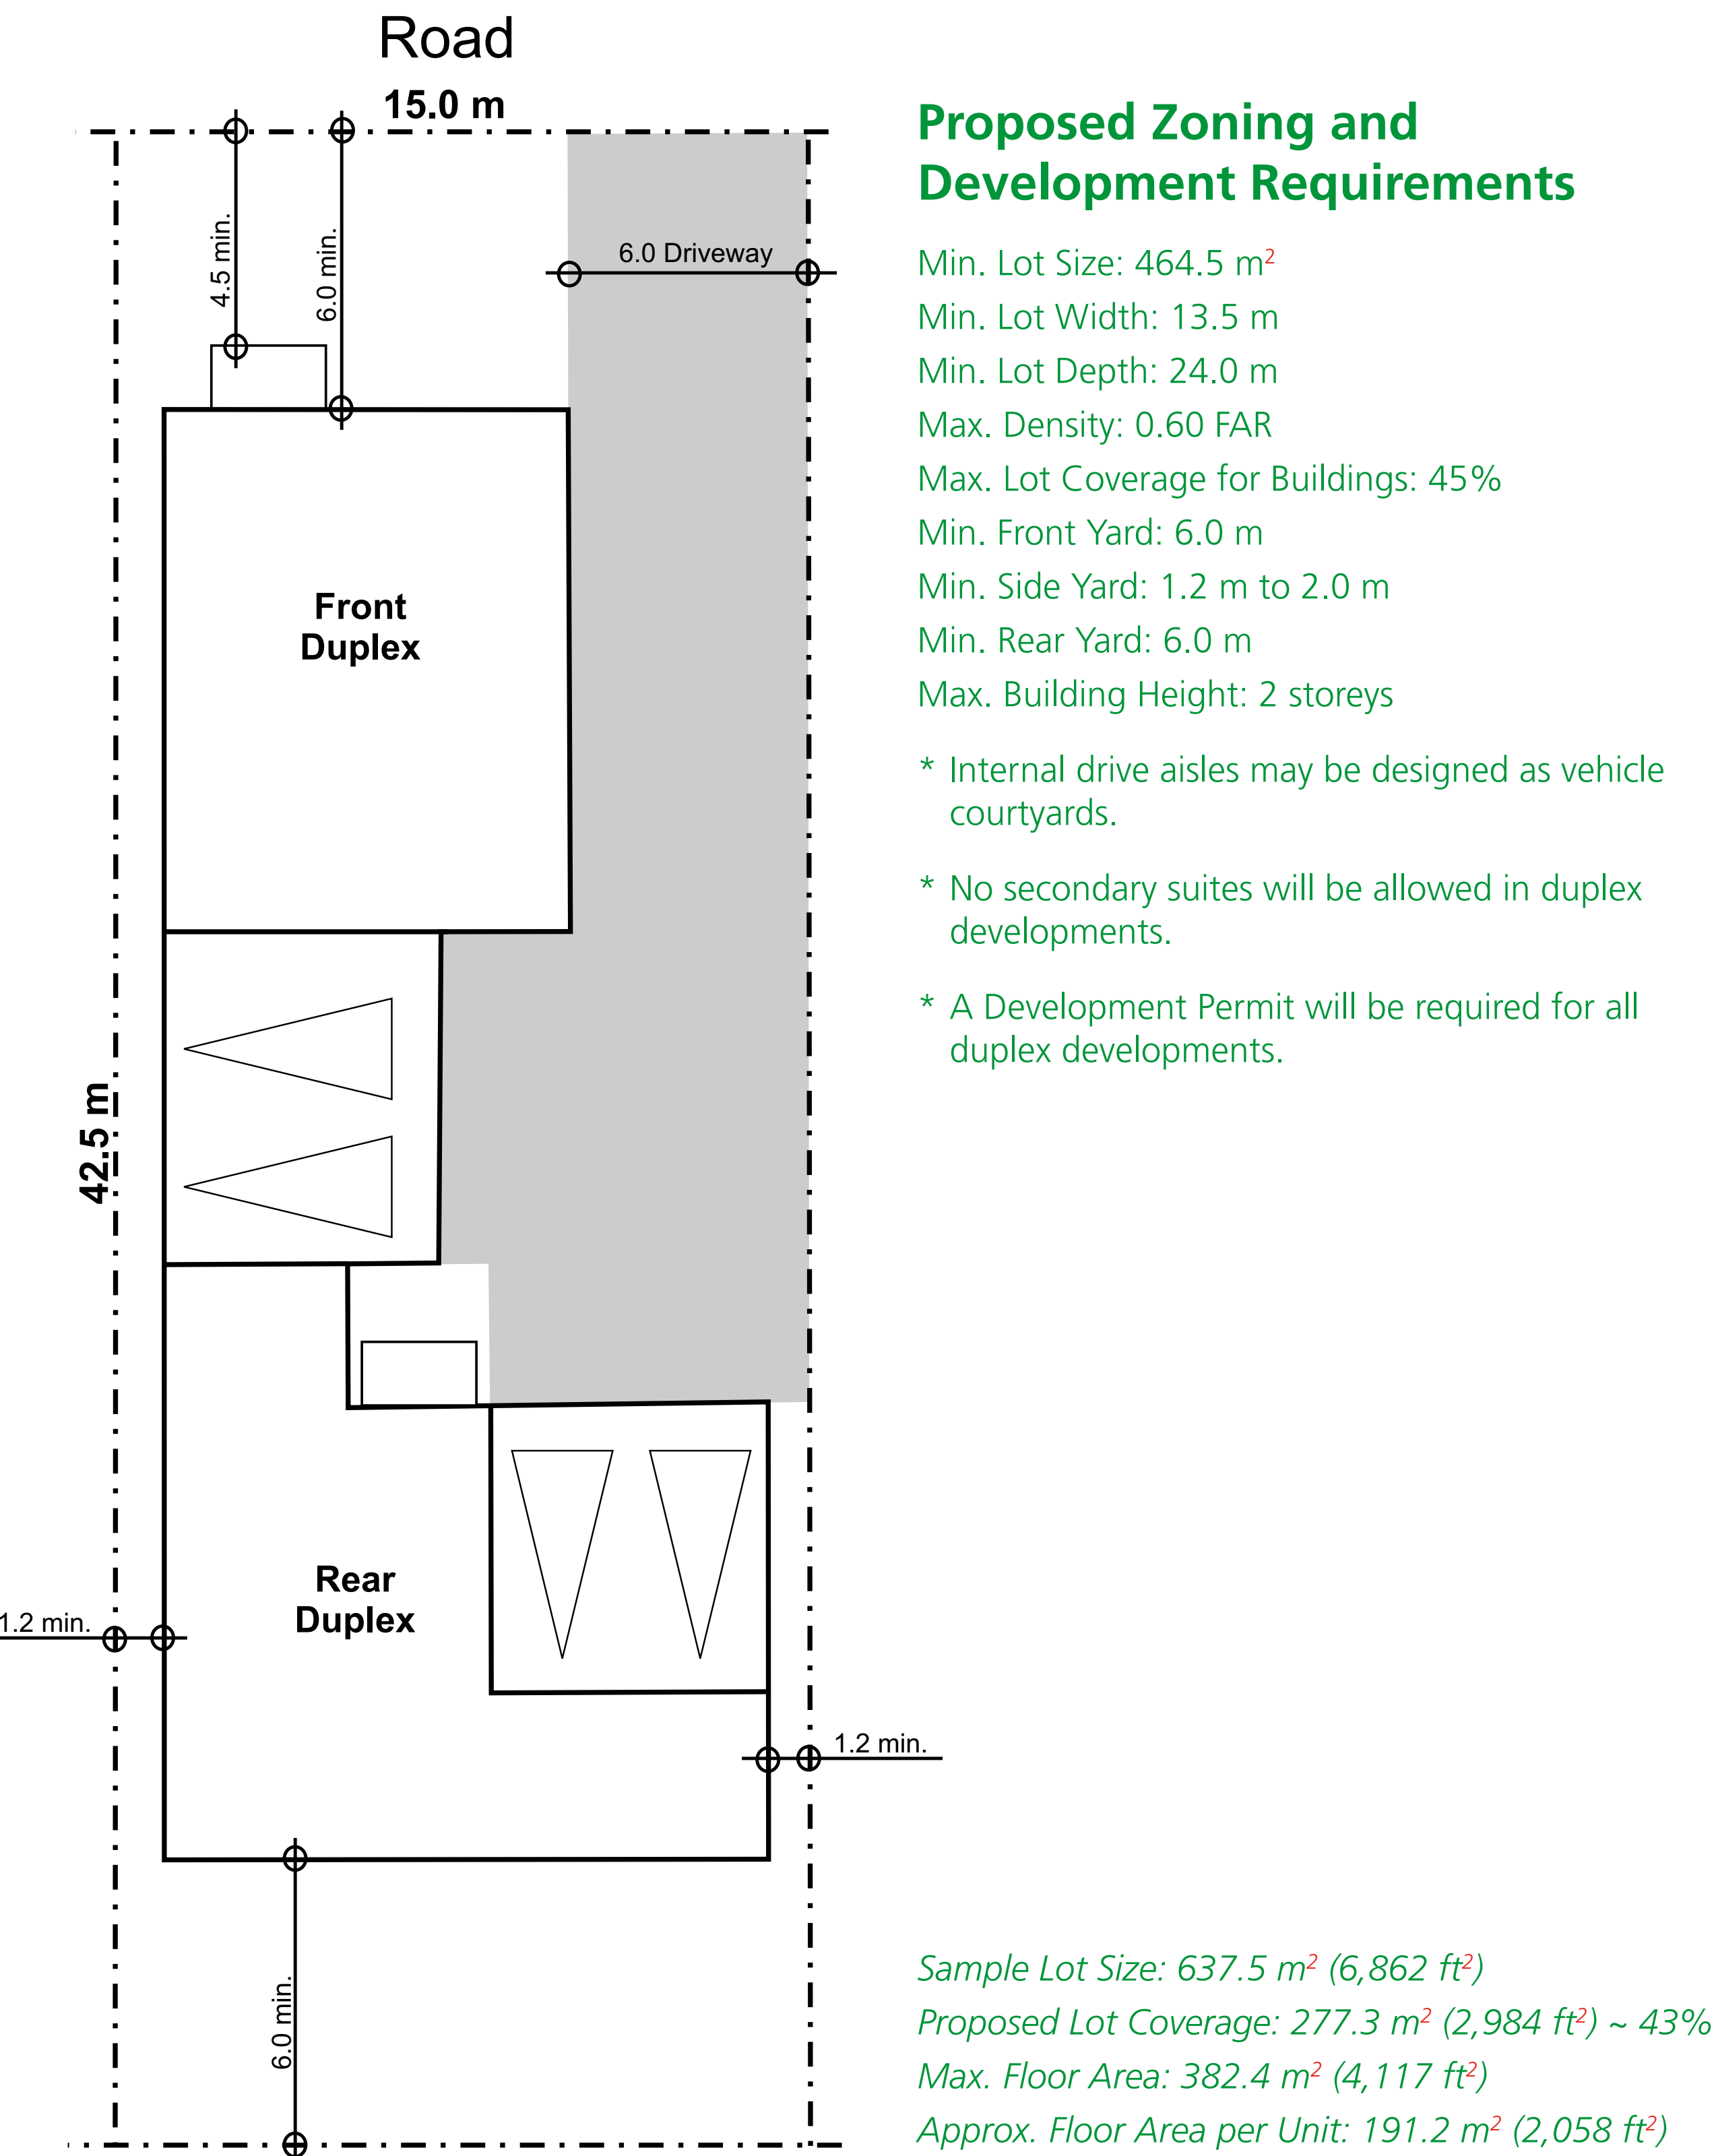 Road
15.0 m
4.5 min.
6.0 min.
6.0 Driveway
Front
Duplex
42.5 m
Rear
Duplex
1.2 min.
1.2 min.
6.0 min.
Proposed Zoning and
Development Requirements
Min. Lot Size: 464.5 m²
Min. Lot Width: 13.5 m
Min. Lot Depth: 24.0 m
Max. Density: 0.60 FAR
Max. Lot Coverage for Buildings: 45%
Min. Front Yard: 6.0 m
Min. Side Yard: 1.2 m to 2.0 m
Min. Rear Yard: 6.0 m
Max. Building Height: 2 storeys
* Internal drive aisles may be designed as vehicle
courtyards.
* No secondary suites will be allowed in duplex
developments.
* A Development Permit will be required for all
duplex developments.
Sample Lot Size: 637.5 m² (6,862 ft²)
Proposed Lot Coverage: 277.3 m² (2,984 ft²) ~ 43%
Max. Floor Area: 382.4 m² (4,117 ft²)
Approx. Floor Area per Unit: 191.2 m² (2,058 ft²)